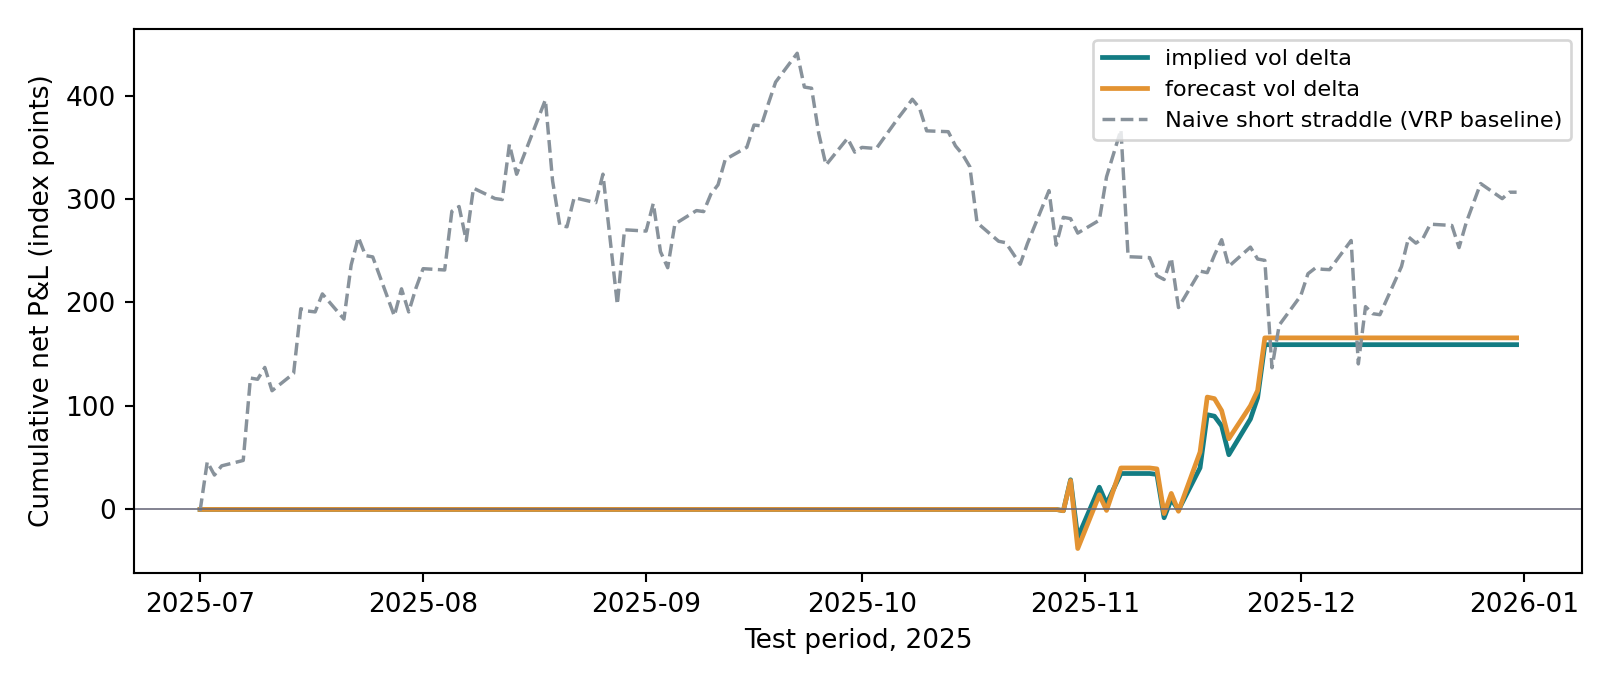 implied vol delta
forecast vol delta
Naive short straddle (VRP baseline)
Cumulative net P&L (index points)
400
300
200
100
0
2025-07 2025-08 2025-09 2025-10 2025-11 2025-12 2026-01
Test period, 2025